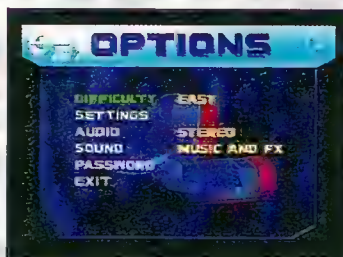 OPTIONS
DIFFICULTY EASY
SETTINGS
AUDIO STEREO
SOUND MUSIC AND FX
PASSWORD
EXIT